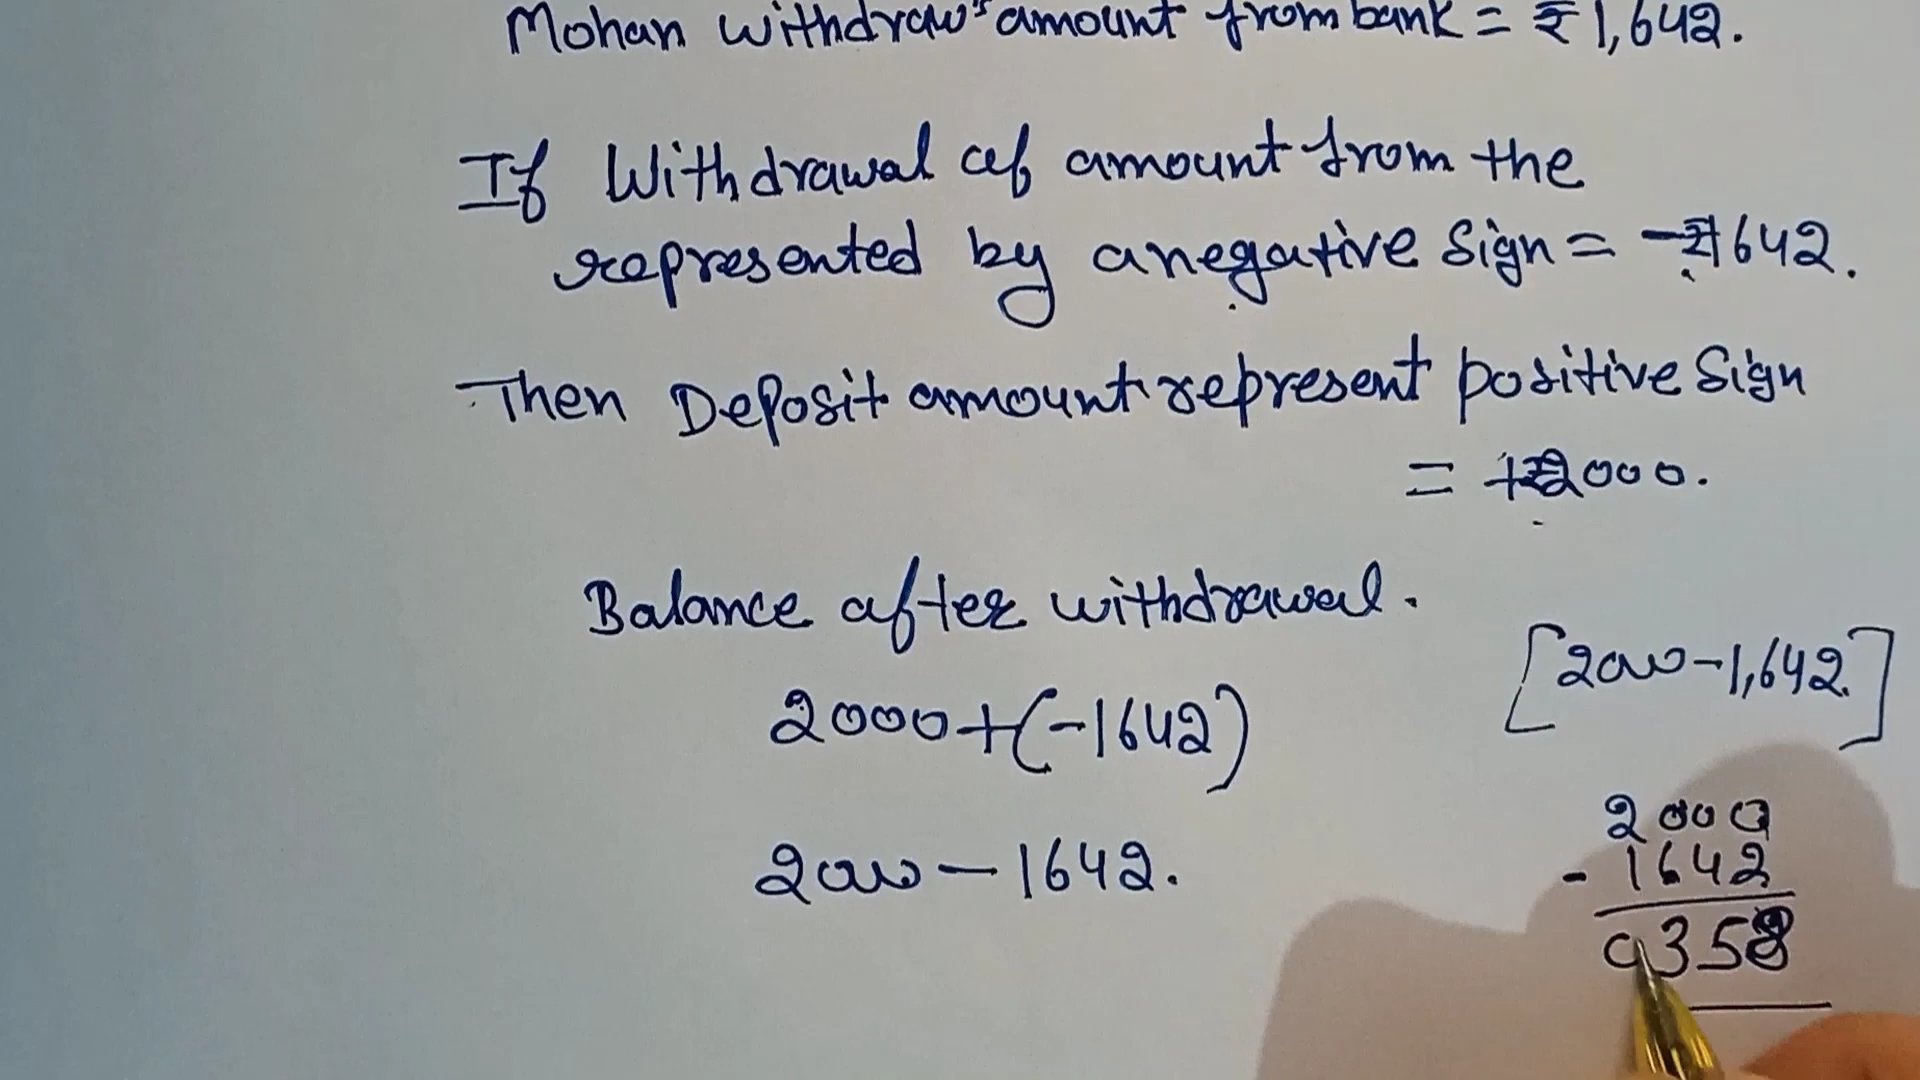 Mohan withdraw's amount from bank = ₹1,642.
If Withdrawal of amount from the
represented by a negative Sign = -₹1642.
Then Deposit amount represent positive Sign
= +₹2000.
Balance after withdrawal.
[2000-1,642]
2000+(-1642)
2000 - 1642.
2000
- 1642
0358